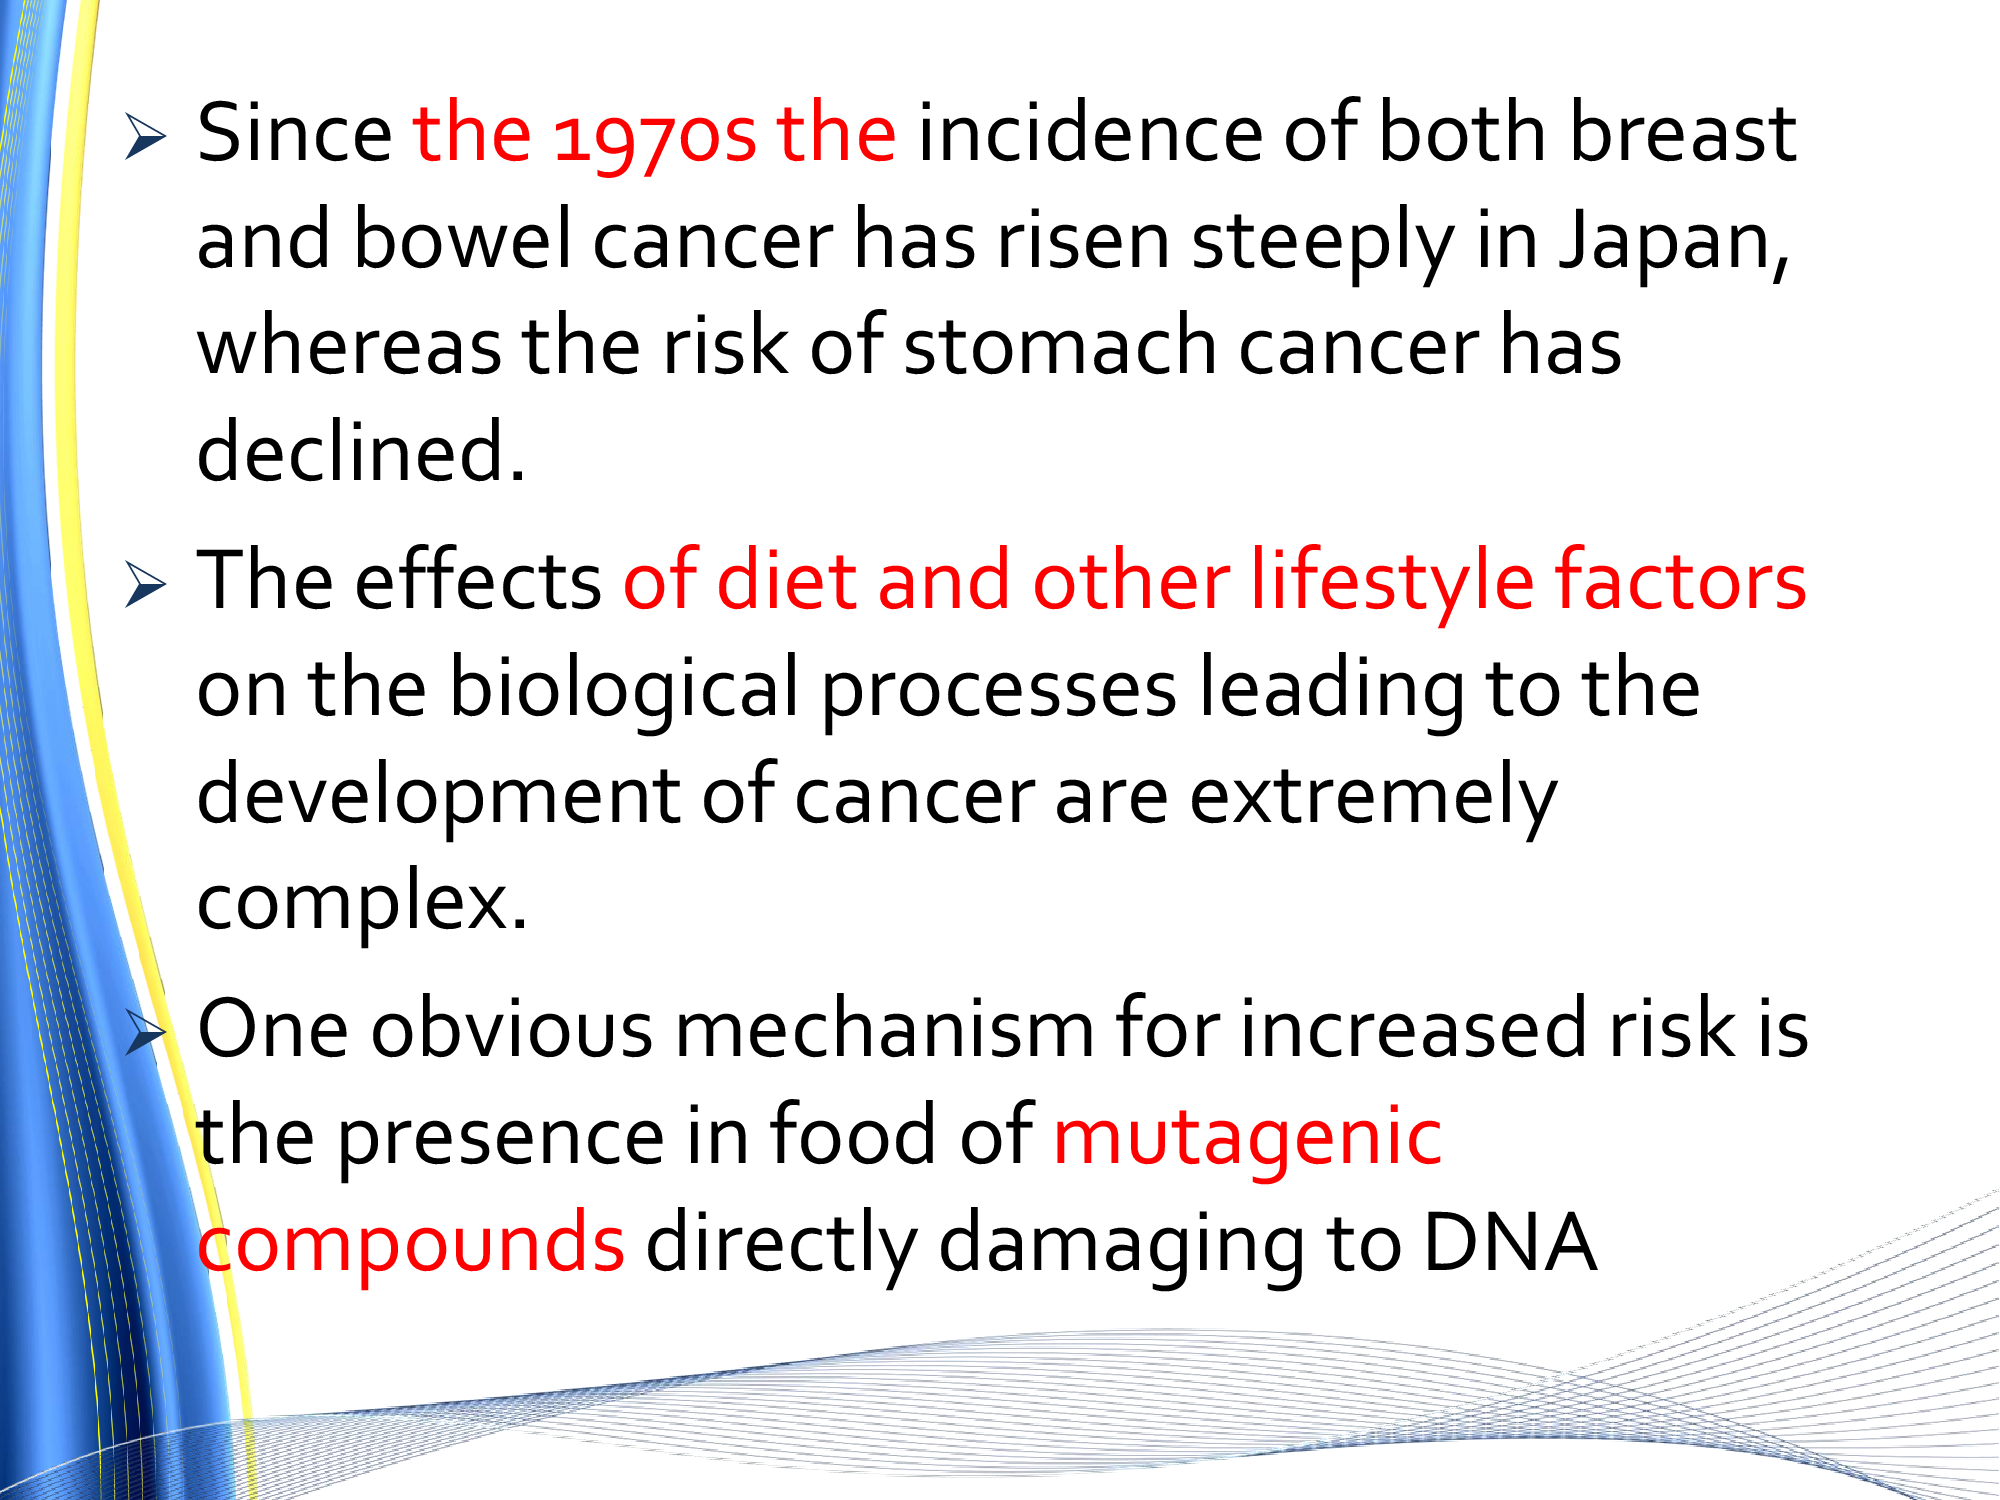 Since the 1970s the incidence of both breast
and bowel cancer has risen steeply in Japan,
whereas the risk of stomach cancer has
declined.
The effects of diet and other lifestyle factors
on the biological processes leading to the
development of cancer are extremely
complex.
One obvious mechanism for increased risk is
the presence in food of mutagenic
compounds directly damaging to DNA